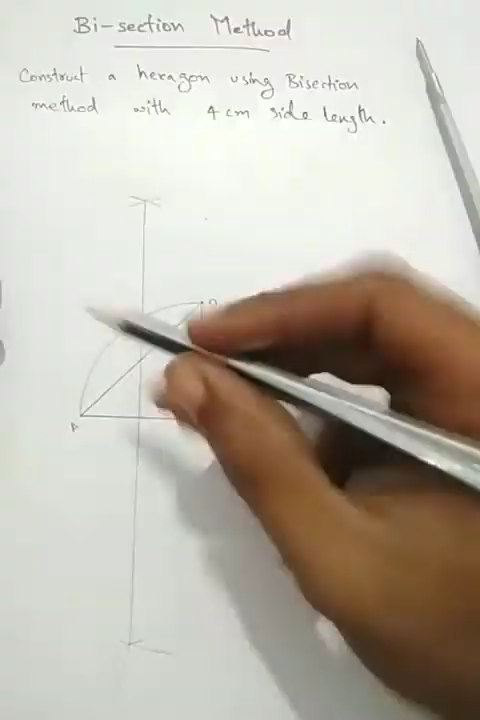 Bi-section Method
Construct a hexagon using Bisection
method with 4 cm side length.
A